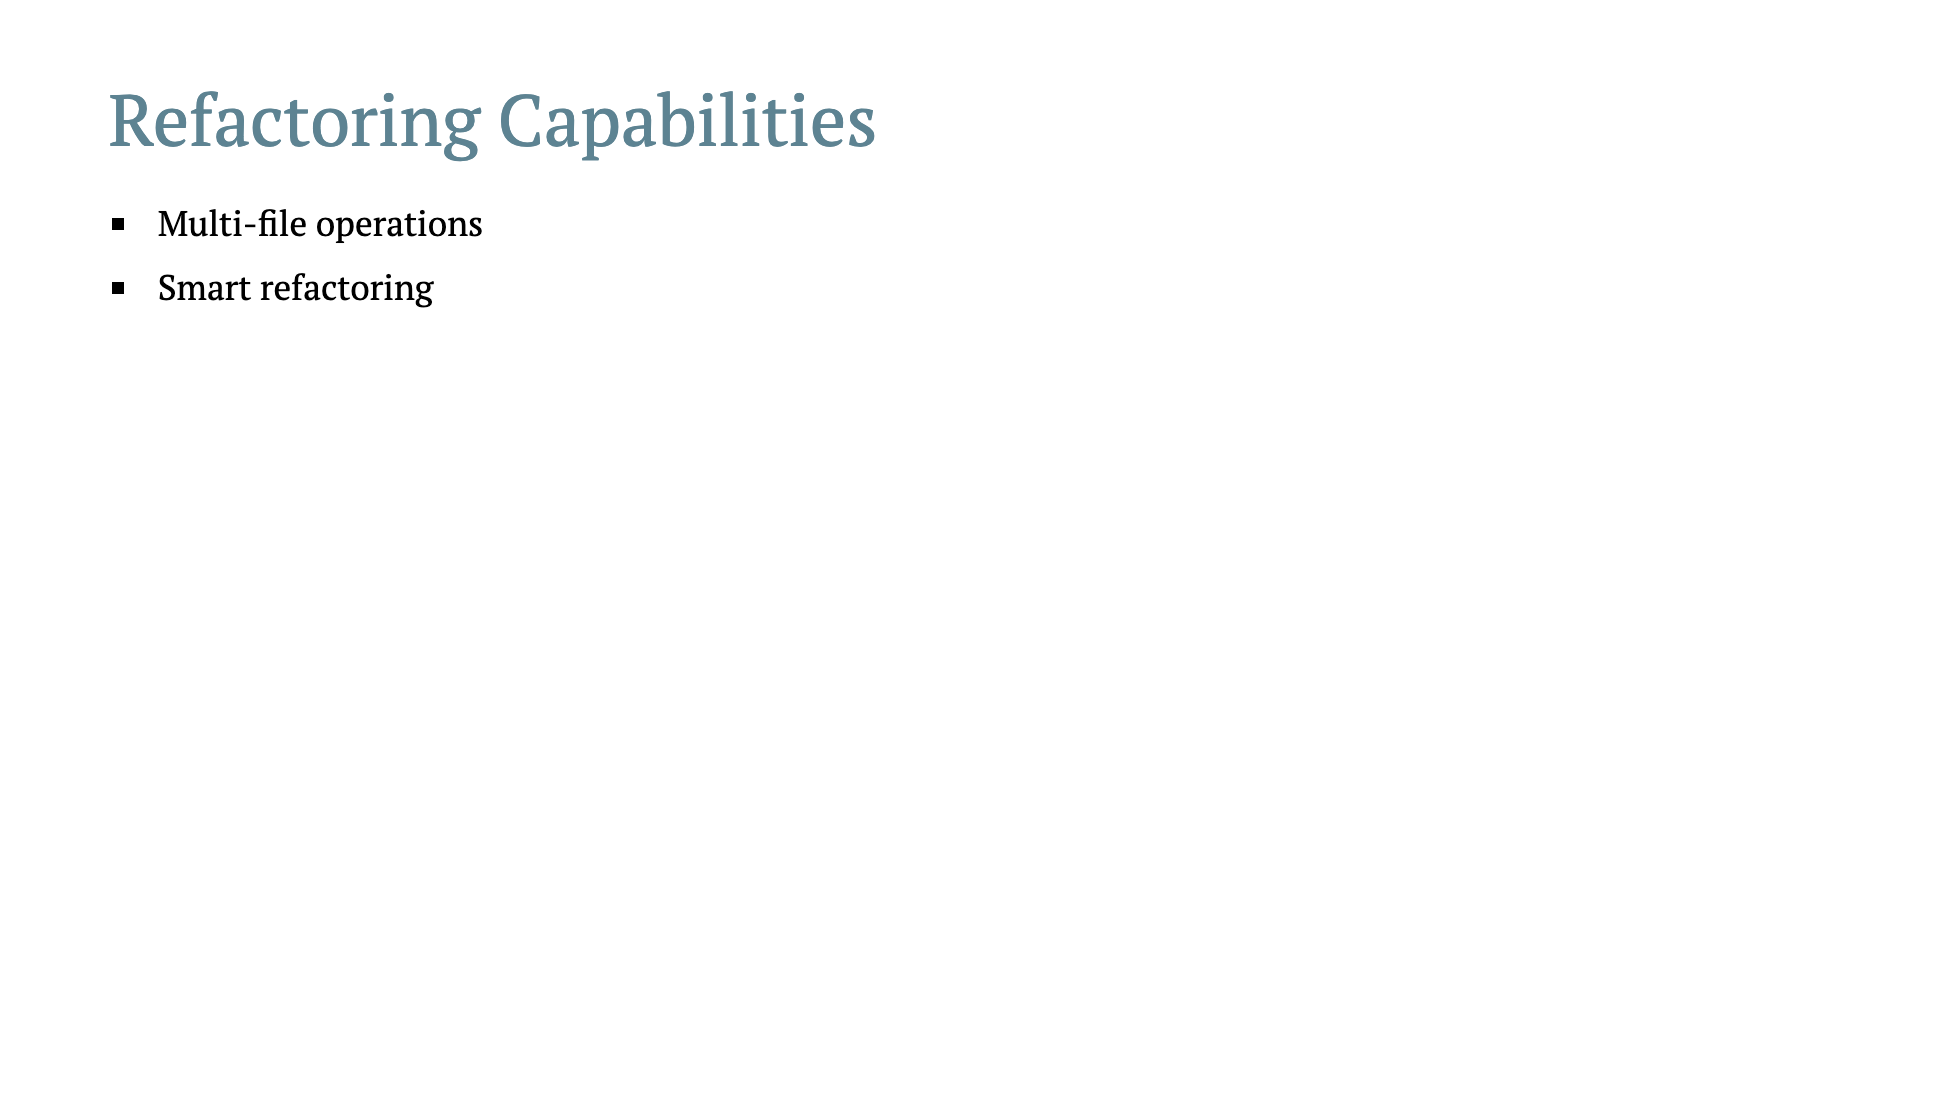 Refactoring Capabilities
Multi-file operations
Smart refactoring